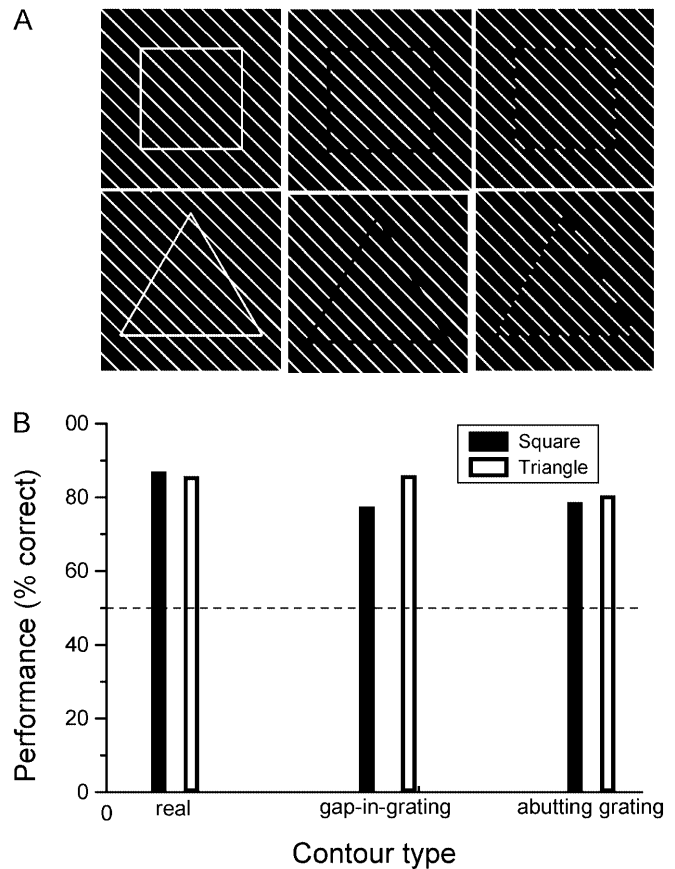 A
B
Performance (% correct)
00
80
60
40
20
0
0
Square
Triangle
real
gap-in-grating
abutting grating
Contour type